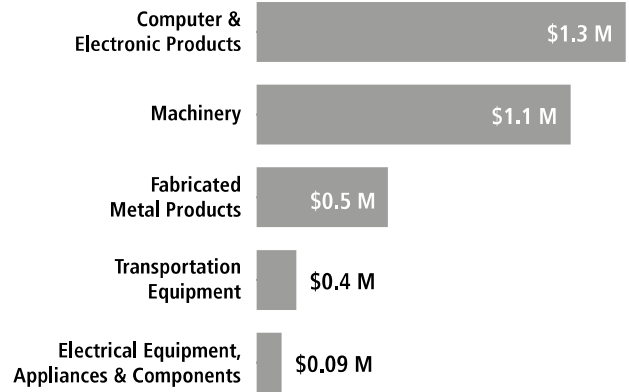 Computer &
Electronic Products
$1.3 M
Machinery
$1.1 M
Fabricated
Metal Products
$0.5 M
Transportation
Equipment
$0.4 M
Electrical Equipment,
Appliances & Components
$0.09 M